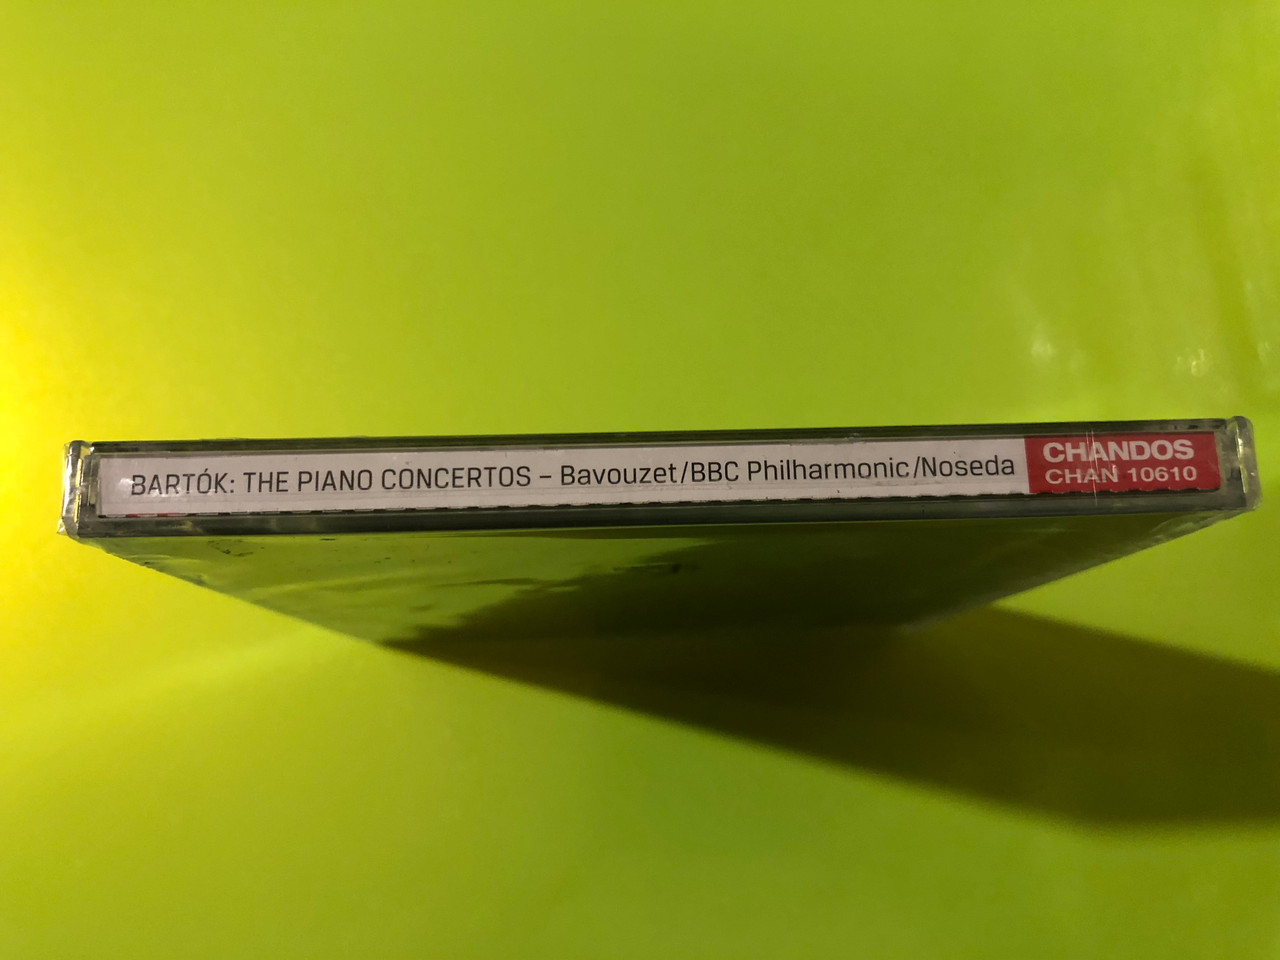 BARTÓK: THE PIANO CONCERTOS – Bavouzet/BBC Philharmonic/Noseda
CHANDOS
CHAN 10610